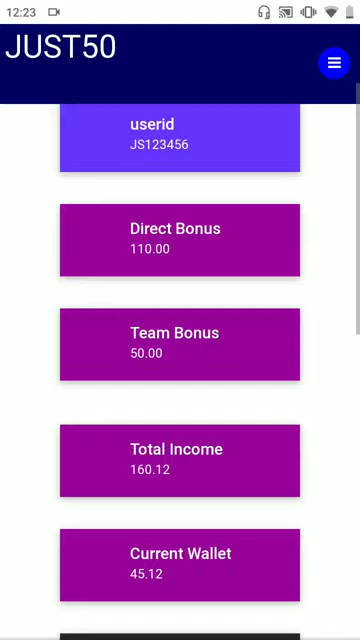 12:23
JUST50
userid
JS123456
Direct Bonus
110.00
Team Bonus
50.00
Total Income
160.12
Current Wallet
45.12